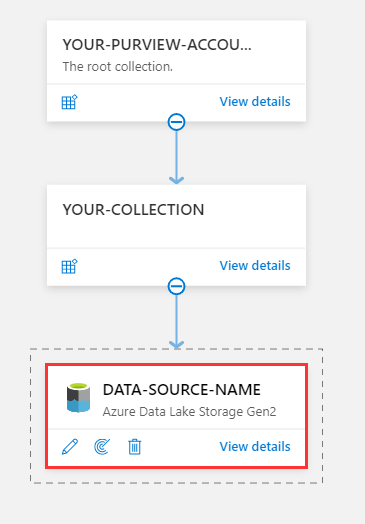 YOUR-PURVIEW-ACCOU...
The root collection.
View details
YOUR-COLLECTION
View details
DATA-SOURCE-NAME
Azure Data Lake Storage Gen2
View details